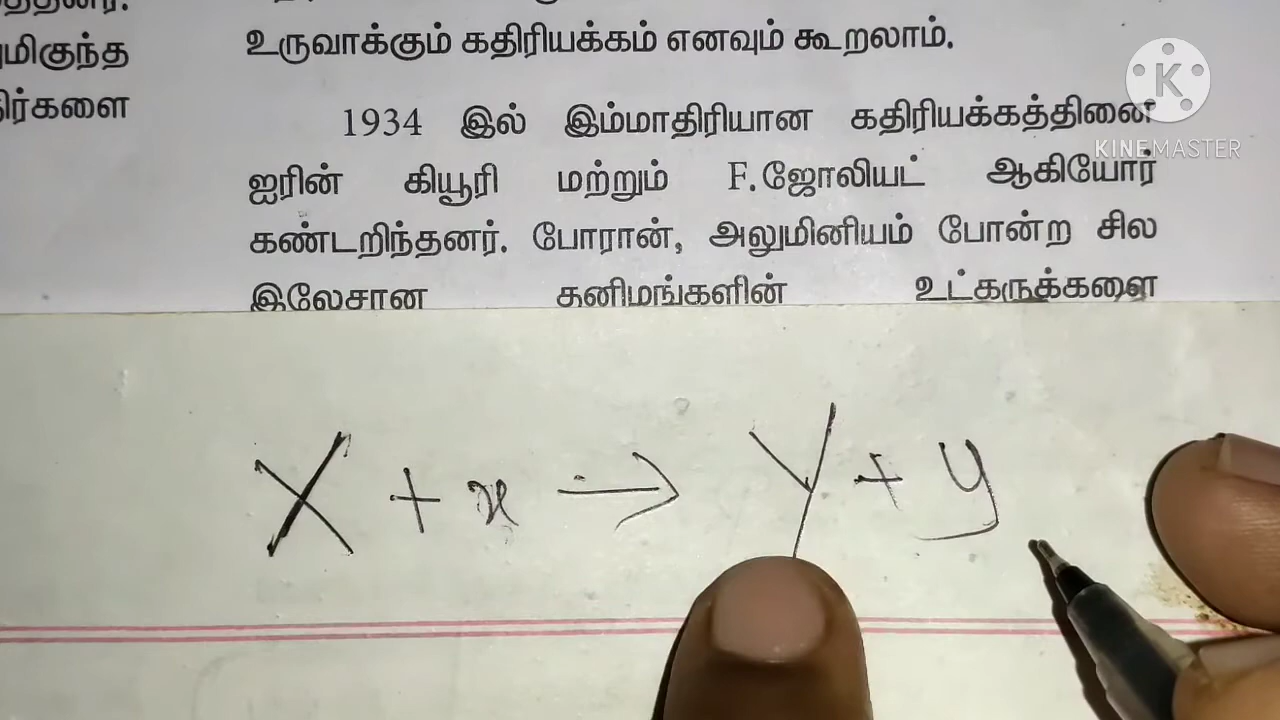 உருவாக்கும் கதிரியக்கம் எனவும் கூறலாம்.
மிகுந்த
1934 இல் இம்மாதிரியான கதிரியக்கத்தினை
ஐரின் கியூரி மற்றும் F.ஜோலியட் ஆகியோர்
கண்டறிந்தனர். போரான், அலுமினியம் போன்ற சில
இலேசான தனிமங்களின் உட்கருக்களை
X + x → Y + y
K
KINEMASTER